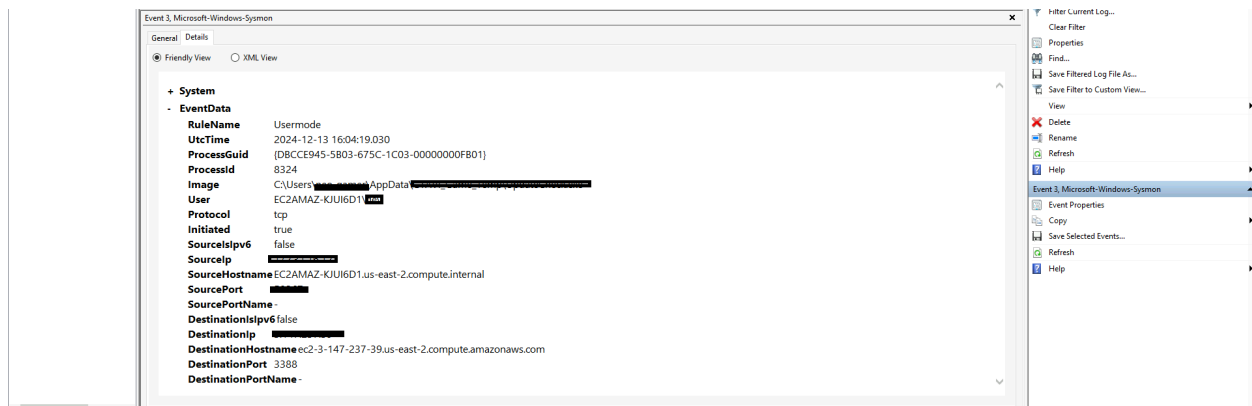 Event 3, Microsoft-Windows-Sysmon
General Details
Friendly View XML View
+ System
- EventData
RuleName Usermode
UtcTime 2024-12-13 16:04:19.030
ProcessGuid {DBCCE945-5B03-675C-1C03-00000000FB01}
ProcessId 8324
Image C:\Users\ AppData\
User EC2AMAZ-KJUI6D1\
Protocol tcp
Initiated true
SourceIsIpv6 false
SourceIp
SourceHostname EC2AMAZ-KJUI6D1.us-east-2.compute.internal
SourcePort
SourcePortName -
DestinationIsIpv6 false
DestinationIp
DestinationHostname ec2-3-147-237-39.us-east-2.compute.amazonaws.com
DestinationPort 3388
DestinationPortName -
Filter Current Log...
Clear Filter
Properties
Find...
Save Filtered Log File As...
Save Filter to Custom View...
View
Delete
Rename
Refresh
Help
Event 3, Microsoft-Windows-Sysmon
Event Properties
Copy
Save Selected Events...
Refresh
Help